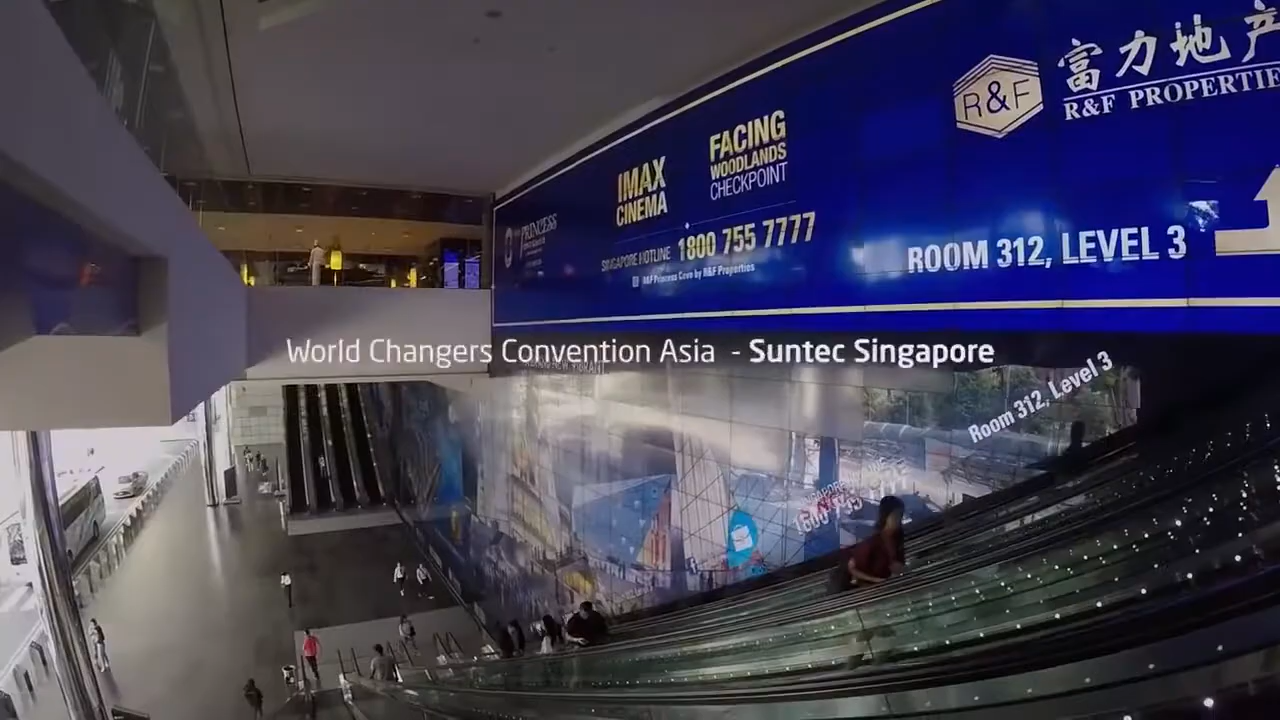 R&F
富力地产
R&F PROPERTIE
FACING
WOODLANDS
CHECKPOINT
IMAX
CINEMA
PRINCESS
SINGAPORE HOTLINE 1800 755 7777
R&F Princess Cove by R&F Properties
ROOM 312, LEVEL 3
World Changers Convention Asia - Suntec Singapore
Room 312, Level 3